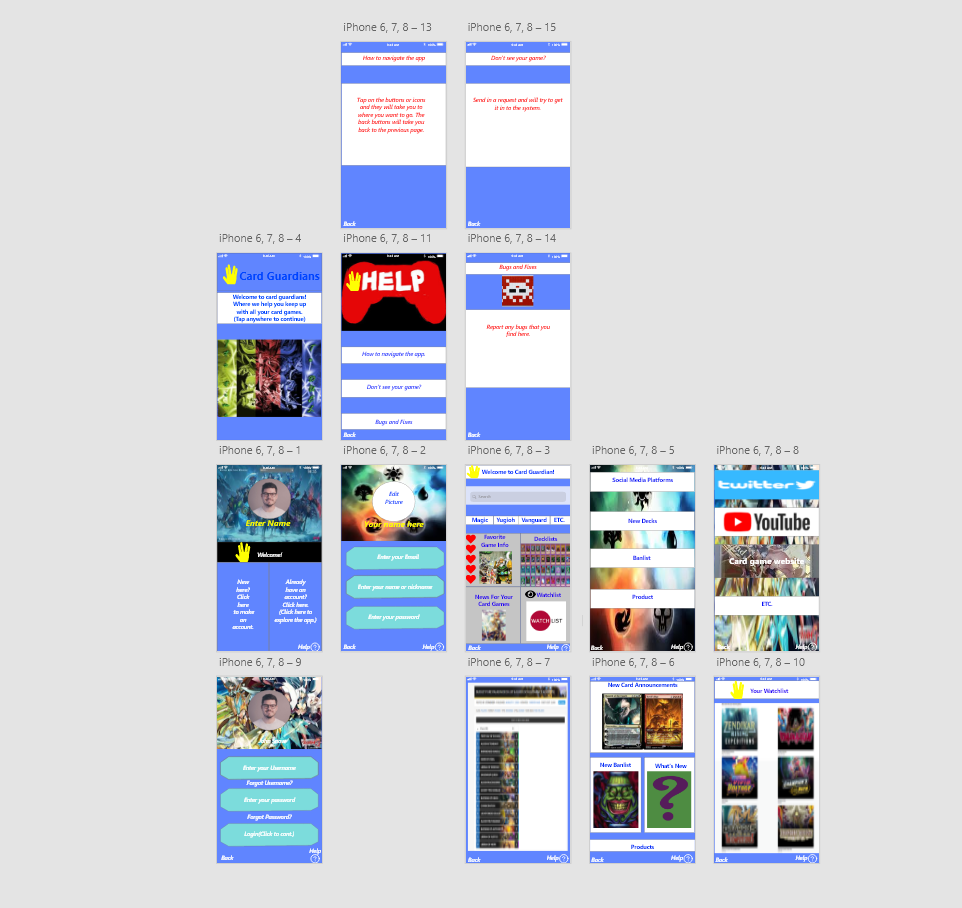 iPhone 6, 7, 8 – 13
How to navigate the app
Tap on the buttons or icons
and they will take you to
where you want to go. The
back buttons will take you
back to the previous page.
Back
iPhone 6, 7, 8 – 15
Don't see your game?
Send in a request and will try to get
it in to the system.
iPhone 6, 7, 8 – 4
Card Guardians
Welcome to card guardians!
Where we help you keep up
with all your card games.
(Tap anywhere to continue)
iPhone 6, 7, 8 – 11
HELP
How to navigate the app.
Don't see your game?
Bugs and Fixes
Back
iPhone 6, 7, 8 – 14
Bugs and Fixes
Report any bugs that you
find here.
iPhone 6, 7, 8 – 1
Enter Name
Welcome!
New
here?
Click
here
to make
an
account.
Already
have an
account?
Click here.
(Click here to
explore the app.)
Help?
iPhone 6, 7, 8 – 2
Edit
Picture
Your name here
Enter your Email
Enter your name or nickname
Enter your password
Back
Help?
iPhone 6, 7, 8 – 3
Welcome to Card Guardian!
Search
Magic
Yugioh
Vanguard
ETC.
Favorite
Game Info
Decklists
News For Your
Card Games
Watchlist
WATCH LIST
Back
Help?
iPhone 6, 7, 8 – 5
Social Media Platforms
New Decks
Banlist
Product
Back
Help?
iPhone 6, 7, 8 – 8
twitter
YouTube
Card game website
ETC.
Back
Help?
iPhone 6, 7, 8 – 9
Enter your Username
Forgot Username?
Enter your password
Forgot Password?
Login(Click to cont.)
Back
Help
?
iPhone 6, 7, 8 – 7
Back
Help?
iPhone 6, 7, 8 – 6
New Card Announcements
New Banlist
What's New
?
Products
Back
Help?
iPhone 6, 7, 8 – 10
Your Watchlist
ZENDIKAR
RISING
EXPEDITIONS
Back
Help?